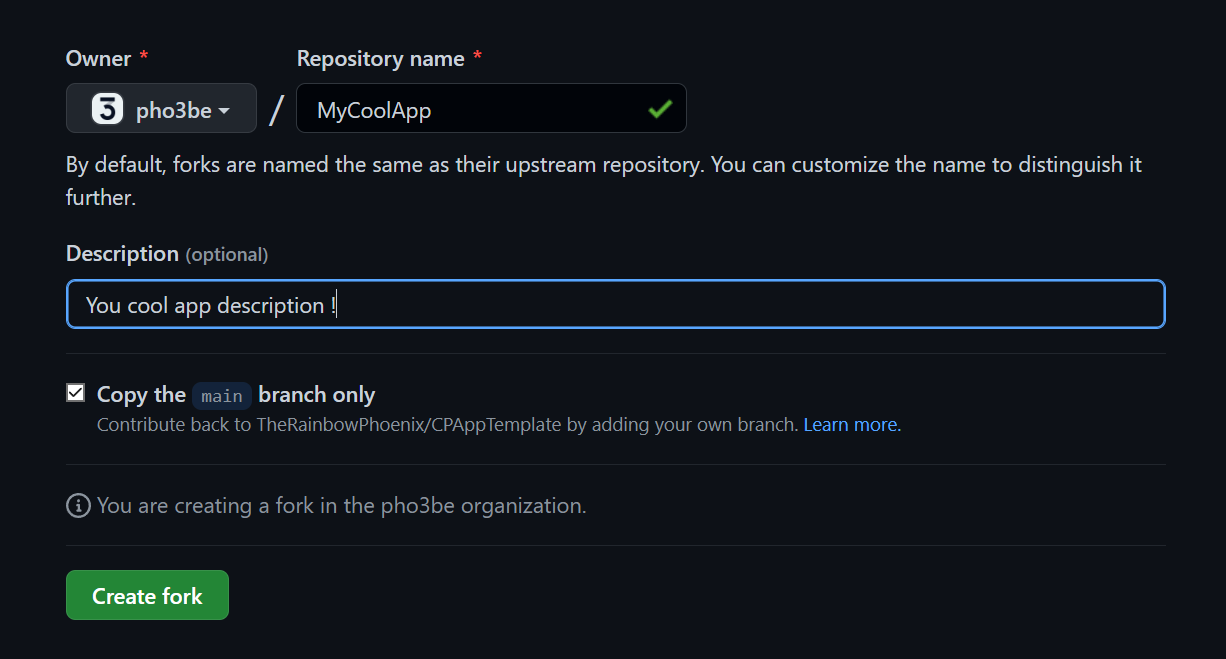 Owner *
Repository name *
3 pho3be / MyCoolApp
By default, forks are named the same as their upstream repository. You can customize the name to distinguish it
further.
Description (optional)
You cool app description !
Copy the main branch only
Contribute back to TheRainbowPhoenix/CPAppTemplate by adding your own branch. Learn more.
You are creating a fork in the pho3be organization.
Create fork